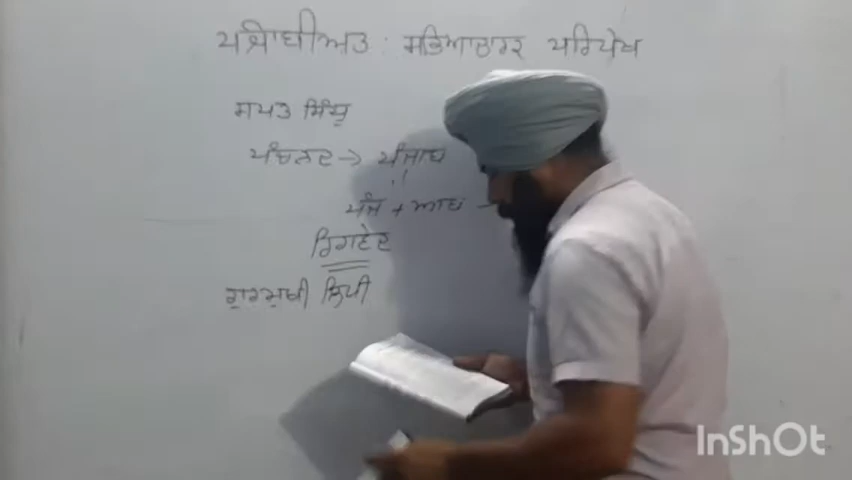 ਪੰਜਾਬੀਅਤ : ਸਭਿਆਚਾਰਕ ਪਰਿਪੇਖ
ਸਪਤ ਸਿੰਧੂ
ਪੰਚਨਦ → ਪੰਜਾਬ
ਪੰਜ + ਆਬ →
ਰਿਗਵੇਦ
ਗੁਰਮੁਖੀ ਲਿਪੀ
InShOt